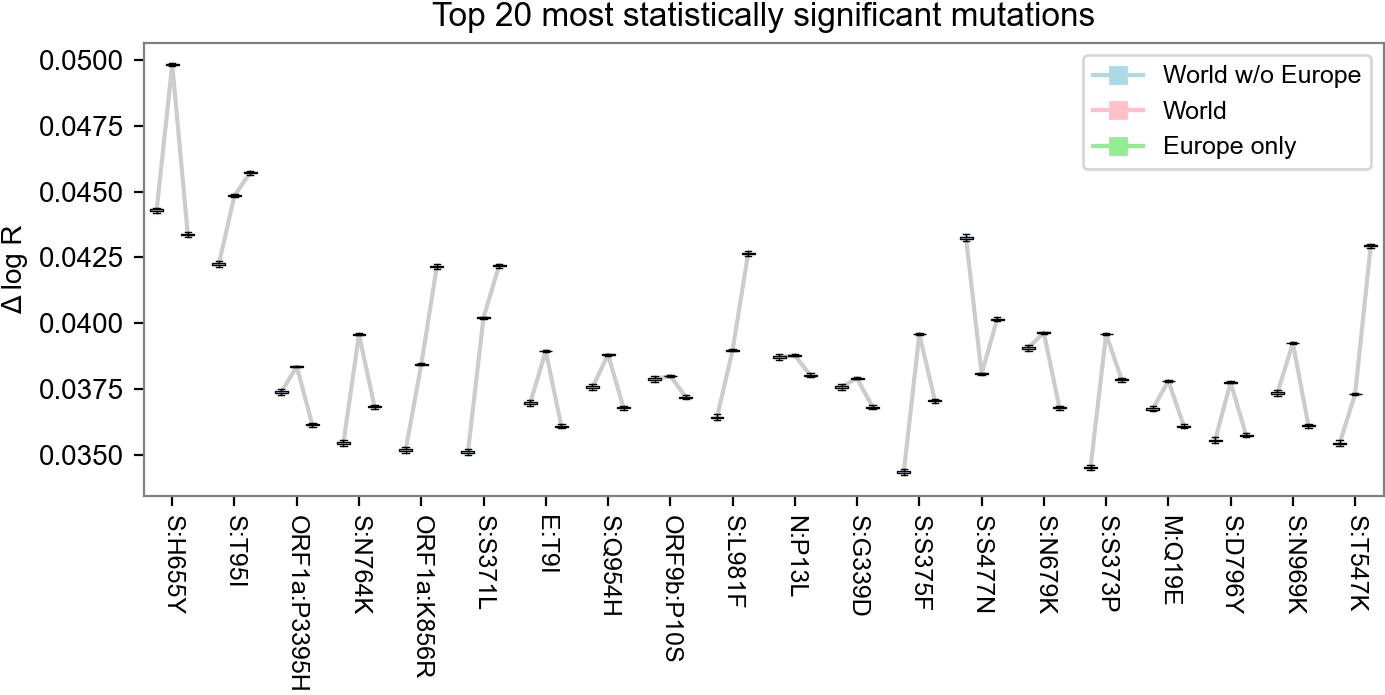 Top 20 most statistically significant mutations
World w/o Europe
World
Europe only
Δ log R
0.0500
0.0475
0.0450
0.0425
0.0400
0.0375
0.0350
S:H655Y
S:T95I
ORF1a:P3395H
S:N764K
ORF1a:K856R
S:S371L
E:T9I
S:Q954H
ORF9b:P10S
S:L981F
N:P13L
S:G339D
S:S375F
S:S477N
S:N679K
S:S373P
M:Q19E
S:D796Y
S:N969K
S:T547K